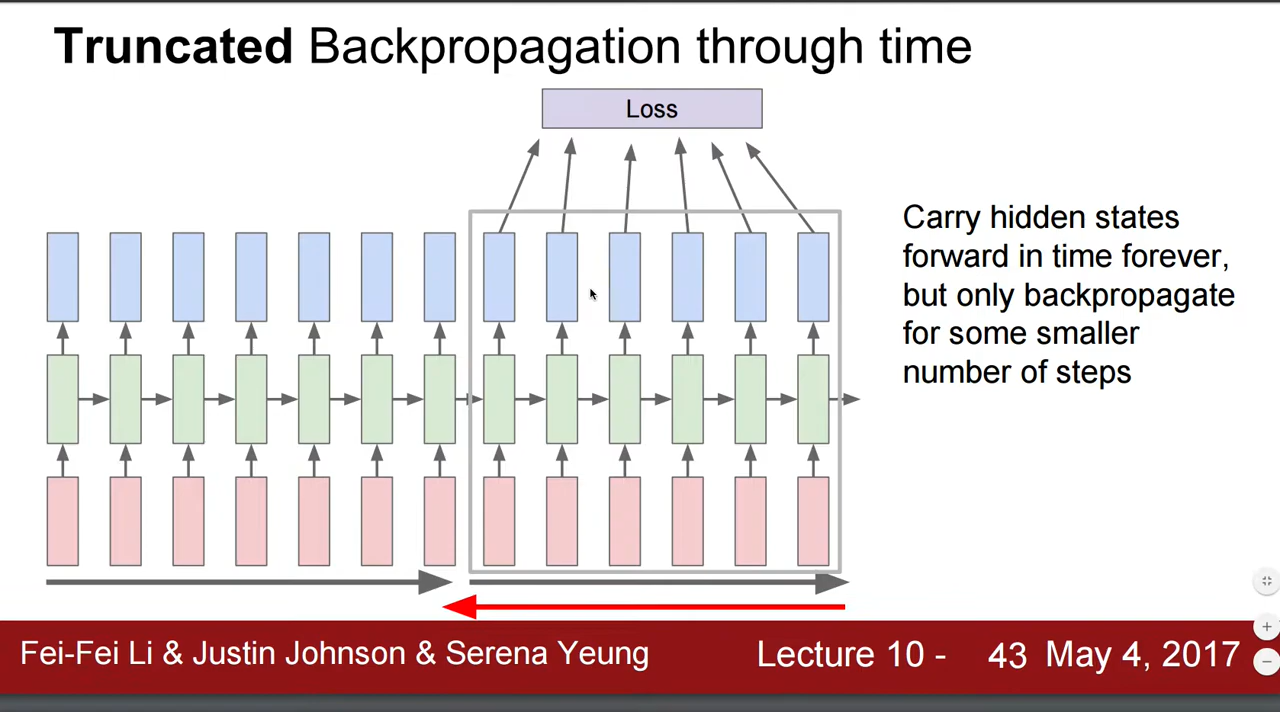 Truncated Backpropagation through time
Loss
Carry hidden states
forward in time forever,
but only backpropagate
for some smaller
number of steps
Fei-Fei Li & Justin Johnson & Serena Yeung
Lecture 10 - 43 May 4, 2017